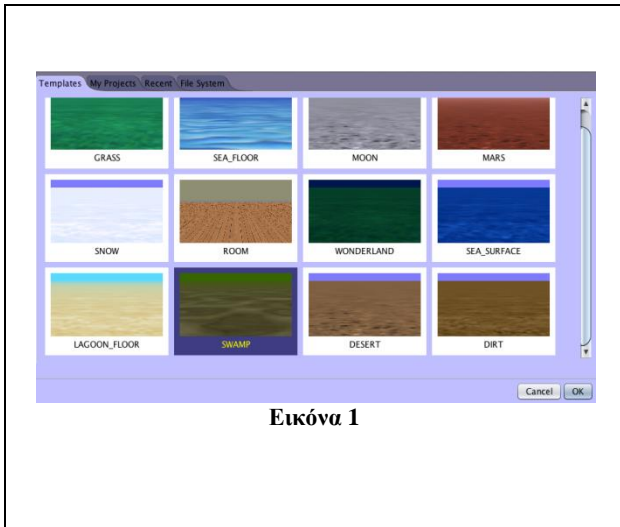 Templates My Projects Recent File System
GRASS SEA_FLOOR MOON MARS
SNOW ROOM WONDERLAND SEA_SURFACE
LAGOON_FLOOR SWAMP DESERT DIRT
Cancel OK
Εικόνα 1